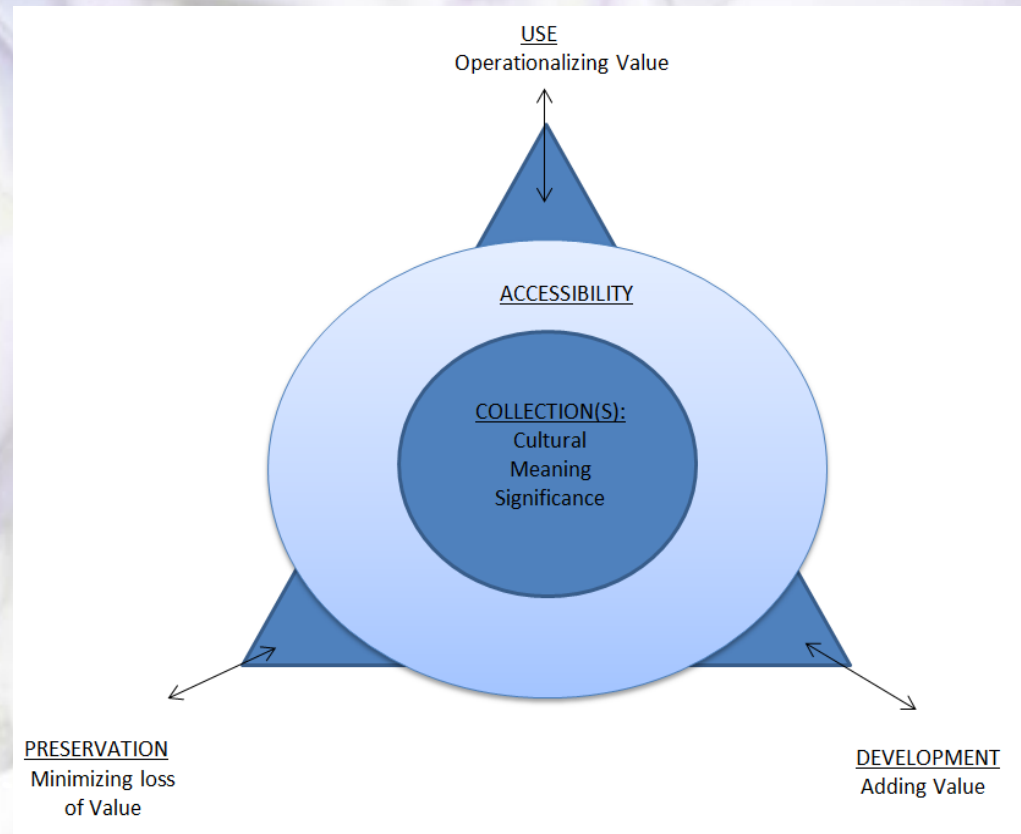 USE
Operationalizing Value
ACCESSIBILITY
COLLECTION(S):
Cultural
Meaning
Significance
PRESERVATION
Minimizing loss
of Value
DEVELOPMENT
Adding Value